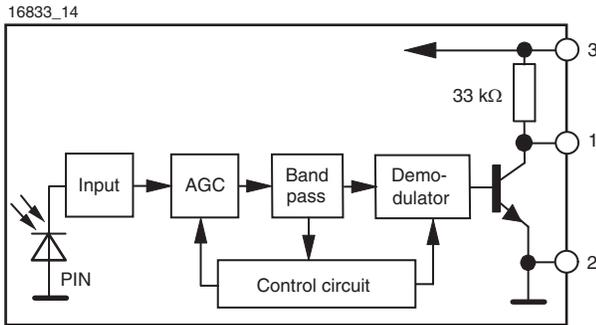 16833_14
3
33 kΩ
1
Input
AGC
Band
pass
Demo-
dulator
2
PIN
Control circuit